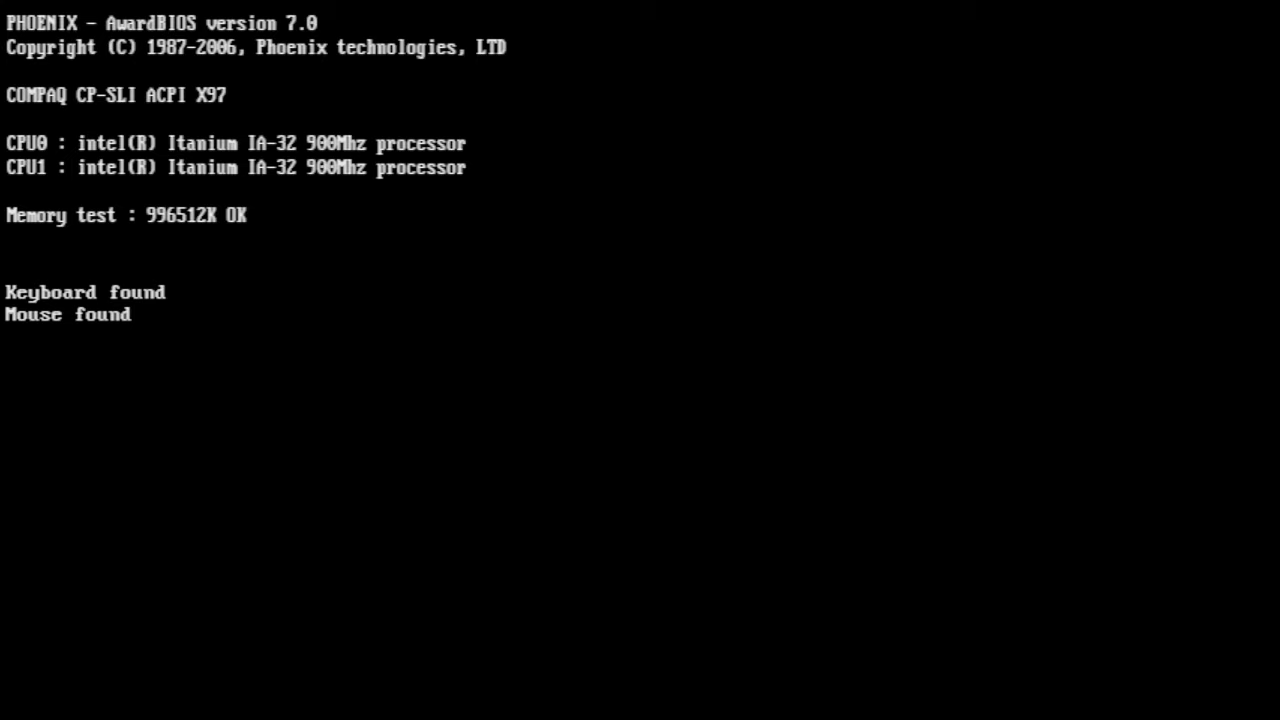 PHOENIX - AwardBIOS version 7.0
Copyright (C) 1987-2006, Phoenix technologies, LTD
COMPAQ CP-SLI ACPI X97
CPU0 : intel(R) Itanium IA-32 900Mhz processor
CPU1 : intel(R) Itanium IA-32 900Mhz processor
Memory test : 996512K OK
Keyboard found
Mouse found